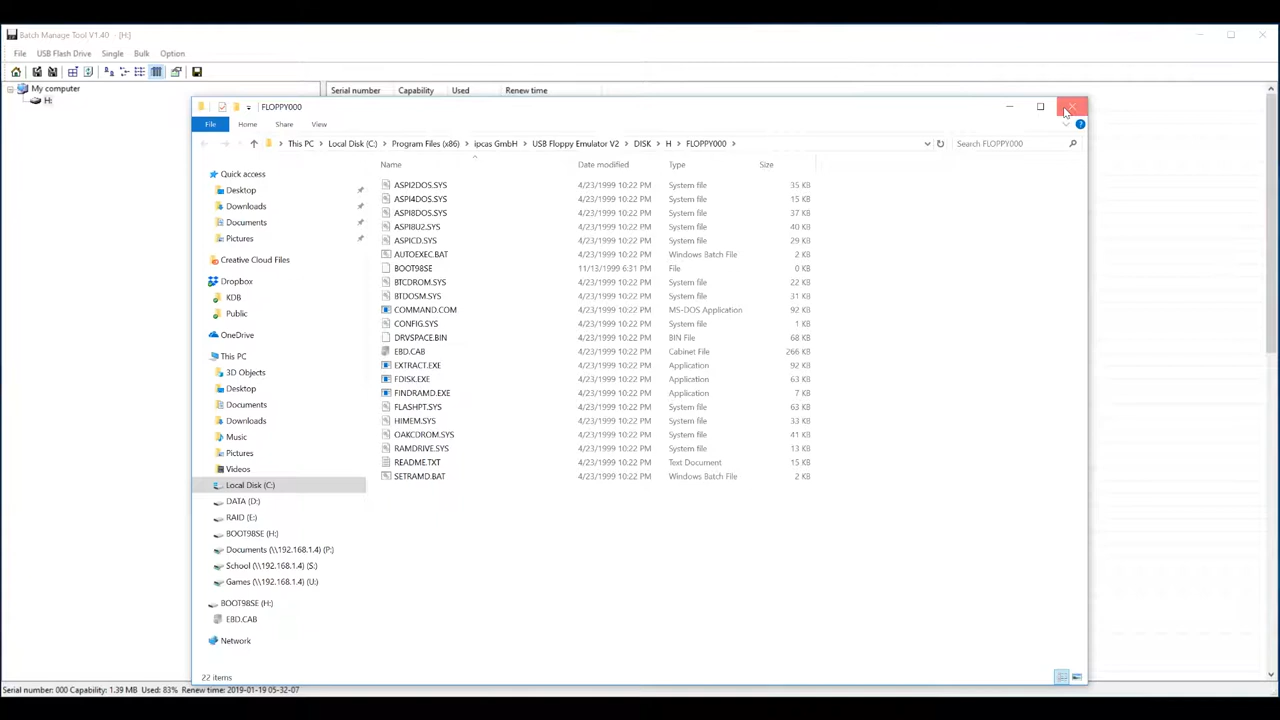 Batch Manage Tool V1.40 - [H:]
File USB Flash Drive Single Bulk Option
My computer
H:
Serial number Capability Used Renew time
FLOPPY000
File Home Share View
This PC > Local Disk (C:) > Program Files (x86) > ipcas GmbH > USB Floppy Emulator V2 > DISK > H > FLOPPY000 >
Search FLOPPY000
Name Date modified Type Size
ASPI2DOS.SYS 4/23/1999 10:22 PM System file 35 KB
ASPI4DOS.SYS 4/23/1999 10:22 PM System file 15 KB
ASPI8DOS.SYS 4/23/1999 10:22 PM System file 37 KB
ASPI8U2.SYS 4/23/1999 10:22 PM System file 40 KB
ASPICD.SYS 4/23/1999 10:22 PM System file 29 KB
AUTOEXEC.BAT 4/23/1999 10:22 PM Windows Batch File 2 KB
BOOT98SE 11/13/1999 6:31 PM File 0 KB
BTCDROM.SYS 4/23/1999 10:22 PM System file 22 KB
BTDOSM.SYS 4/23/1999 10:22 PM System file 31 KB
COMMAND.COM 4/23/1999 10:22 PM MS-DOS Application 92 KB
CONFIG.SYS 4/23/1999 10:22 PM System file 1 KB
DRVSPACE.BIN 4/23/1999 10:22 PM BIN File 68 KB
EBD.CAB 4/23/1999 10:22 PM Cabinet File 266 KB
EXTRACT.EXE 4/23/1999 10:22 PM Application 92 KB
FDISK.EXE 4/23/1999 10:22 PM Application 63 KB
FINDRAMD.EXE 4/23/1999 10:22 PM Application 7 KB
FLASHPT.SYS 4/23/1999 10:22 PM System file 63 KB
HIMEM.SYS 4/23/1999 10:22 PM System file 33 KB
OAKCDROM.SYS 4/23/1999 10:22 PM System file 41 KB
RAMDRIVE.SYS 4/23/1999 10:22 PM System file 13 KB
README.TXT 4/23/1999 10:22 PM Text Document 15 KB
SETRAMD.BAT 4/23/1999 10:22 PM Windows Batch File 2 KB
Quick access
Desktop
Downloads
Documents
Pictures
Creative Cloud Files
Dropbox
KDB
Public
OneDrive
This PC
3D Objects
Desktop
Documents
Downloads
Music
Pictures
Videos
Local Disk (C:)
DATA (D:)
RAID (E:)
BOOT98SE (H:)
Documents (\\192.168.1.4) (P:)
School (\\192.168.1.4) (S:)
Games (\\192.168.1.4) (U:)
BOOT98SE (H:)
EBD.CAB
Network
22 items
Serial number: 000 Capability: 1.39 MB Used: 83% Renew time: 2019-01-19 05-32-07